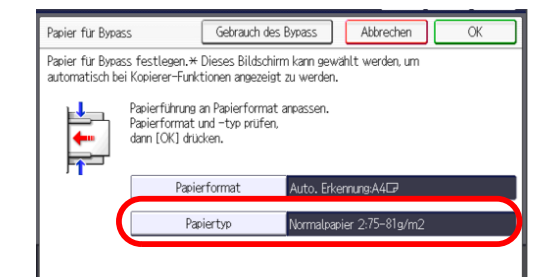 Papier für Bypass Gebrauch des Bypass Abbrechen OK
Papier für Bypass festlegen.* Dieses Bildschirm kann gewählt werden, um
automatisch bei Kopierer-Funktionen angezeigt zu werden.
Papierführung an Papierformat anpassen.
Papierformat und -typ prüfen,
dann [OK] drücken.
Papierformat Auto. Erkennung:A4
Papiertyp Normalpapier 2:75-81g/m2